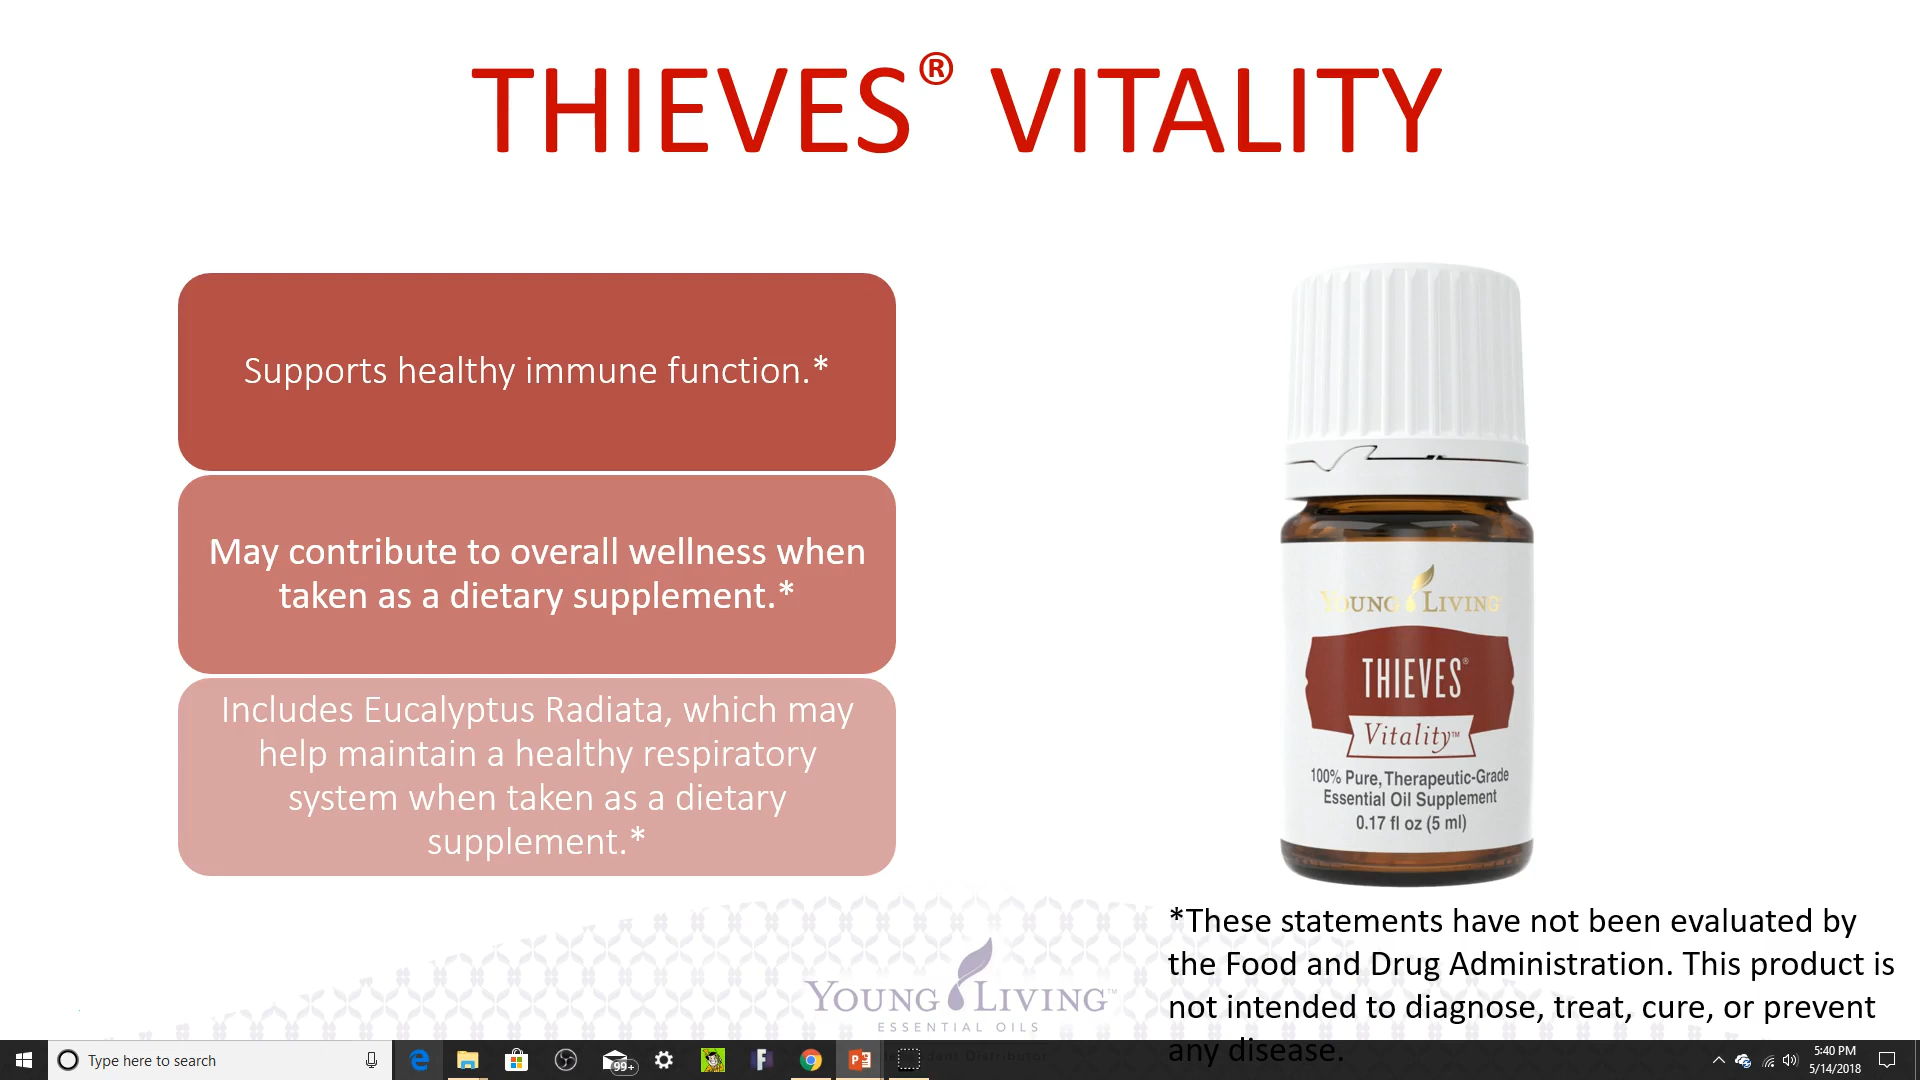 THIEVES® VITALITY
Supports healthy immune function.*
May contribute to overall wellness when
taken as a dietary supplement.*
Includes Eucalyptus Radiata, which may
help maintain a healthy respiratory
system when taken as a dietary
supplement.*
YOUNG LIVING
THIEVES®
Vitality™
100% Pure, Therapeutic-Grade
Essential Oil Supplement
0.17 fl oz (5 ml)
*These statements have not been evaluated by
the Food and Drug Administration. This product is
not intended to diagnose, treat, cure, or prevent
any disease.
YOUNG LIVING™
ESSENTIAL OILS
Type here to search
99+
5:40 PM
5/14/2018